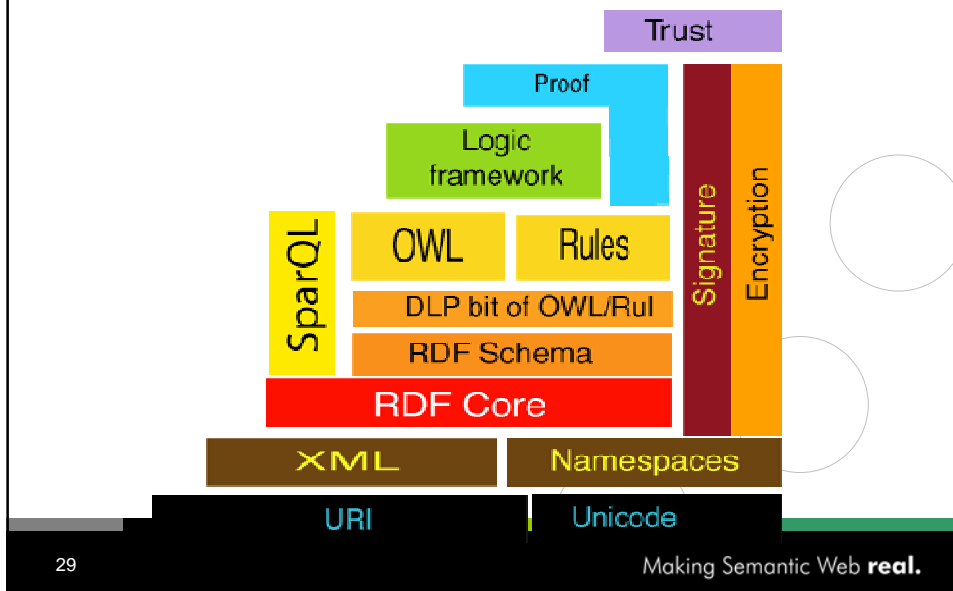 Trust
Proof
Logic
framework
SparQL
OWL
Rules
Signature
Encryption
DLP bit of OWL/Rul
RDF Schema
RDF Core
XML
Namespaces
URI
Unicode
29
Making Semantic Web real.